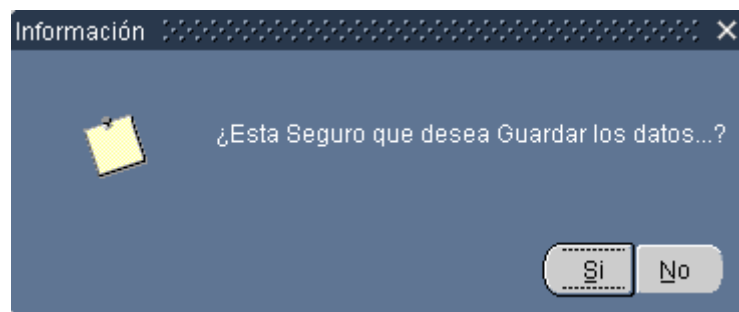 Información
¿Esta Seguro que desea Guardar los datos...?
Si No